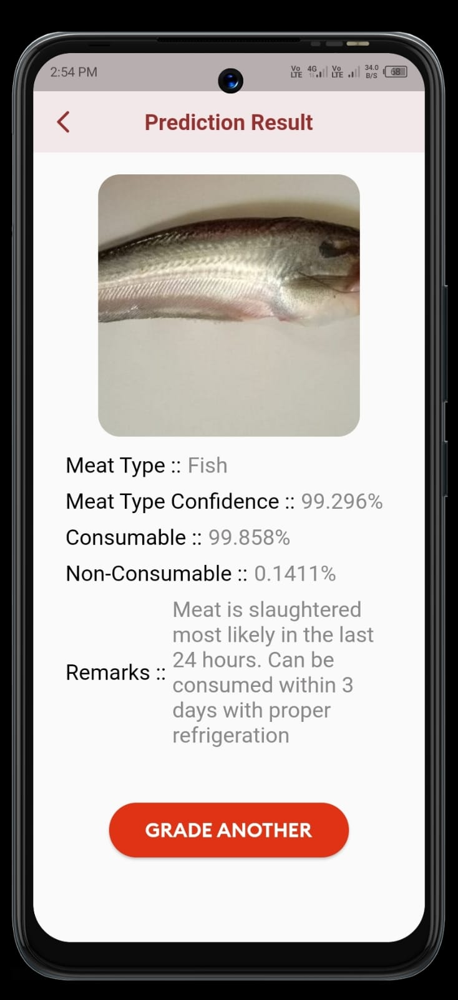 2:54 PM
Vo LTE 4G Vo LTE 34.0 B/S 68
Prediction Result
Meat Type :: Fish
Meat Type Confidence :: 99.296%
Consumable :: 99.858%
Non-Consumable :: 0.1411%
Remarks :: Meat is slaughtered
most likely in the last
24 hours. Can be
consumed within 3
days with proper
refrigeration
GRADE ANOTHER